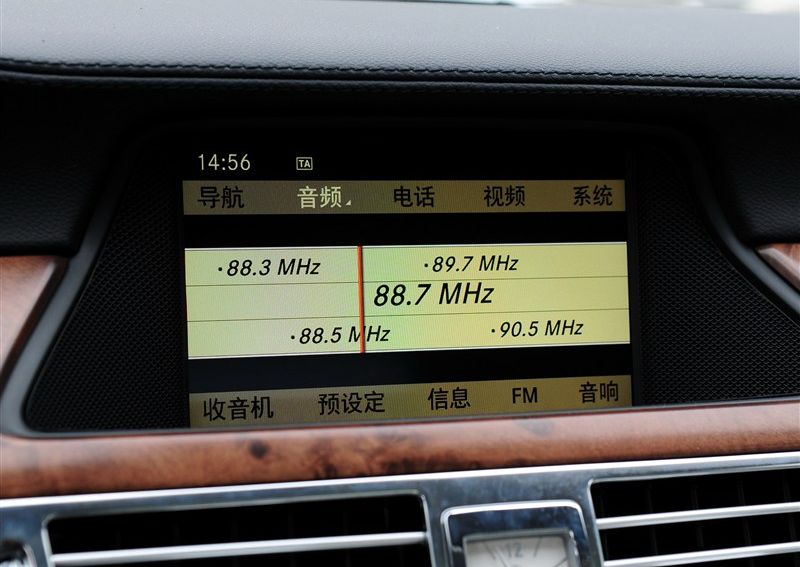 14:56 TA
导航 音频 电话 视频 系统
·88.3 MHz ·89.7 MHz
88.7 MHz
·88.5 MHz ·90.5 MHz
收音机 预设定 信息 FM 音响
12